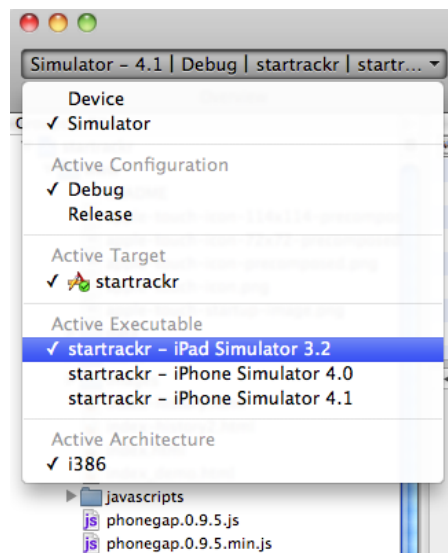 Simulator – 4.1 | Debug | startrackr | startr...
Device
✓ Simulator
Active Configuration
✓ Debug
Release
Active Target
✓ startrackr
Active Executable
✓ startrackr – iPad Simulator 3.2
startrackr – iPhone Simulator 4.0
startrackr – iPhone Simulator 4.1
Active Architecture
✓ i386
javascripts
js phonegap.0.9.5.js
js phonegap.0.9.5.min.js